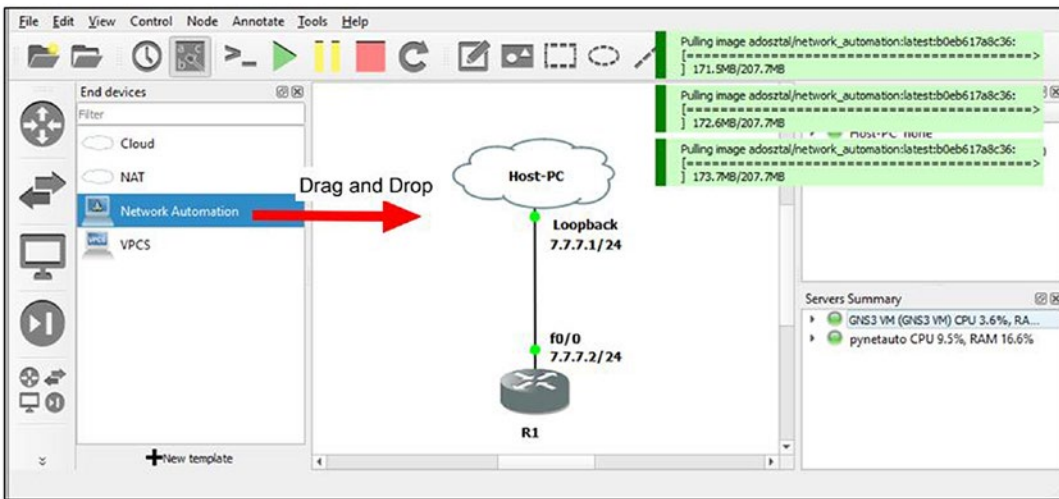 File Edit View Control Node Annotate Tools Help
Pulling image adosztal/network_automation:latest:b0eb617a8c36:
[=========================================>
] 171.5MB/207.7MB
Pulling image adosztal/network_automation:latest:b0eb617a8c36:
[=========================================>
] 172.6MB/207.7MB
Pulling image adosztal/network_automation:latest:b0eb617a8c36:
[=========================================>
] 173.7MB/207.7MB
End devices
Filter
Cloud
NAT
Network Automation
VPCS
New template
Drag and Drop
Host-PC
Loopback
7.7.7.1/24
f0/0
7.7.7.2/24
R1
Host-PC none
Servers Summary
GNS3 VM (GNS3 VM) CPU 3.6%, RA...
pynetauto CPU 9.5%, RAM 16.6%